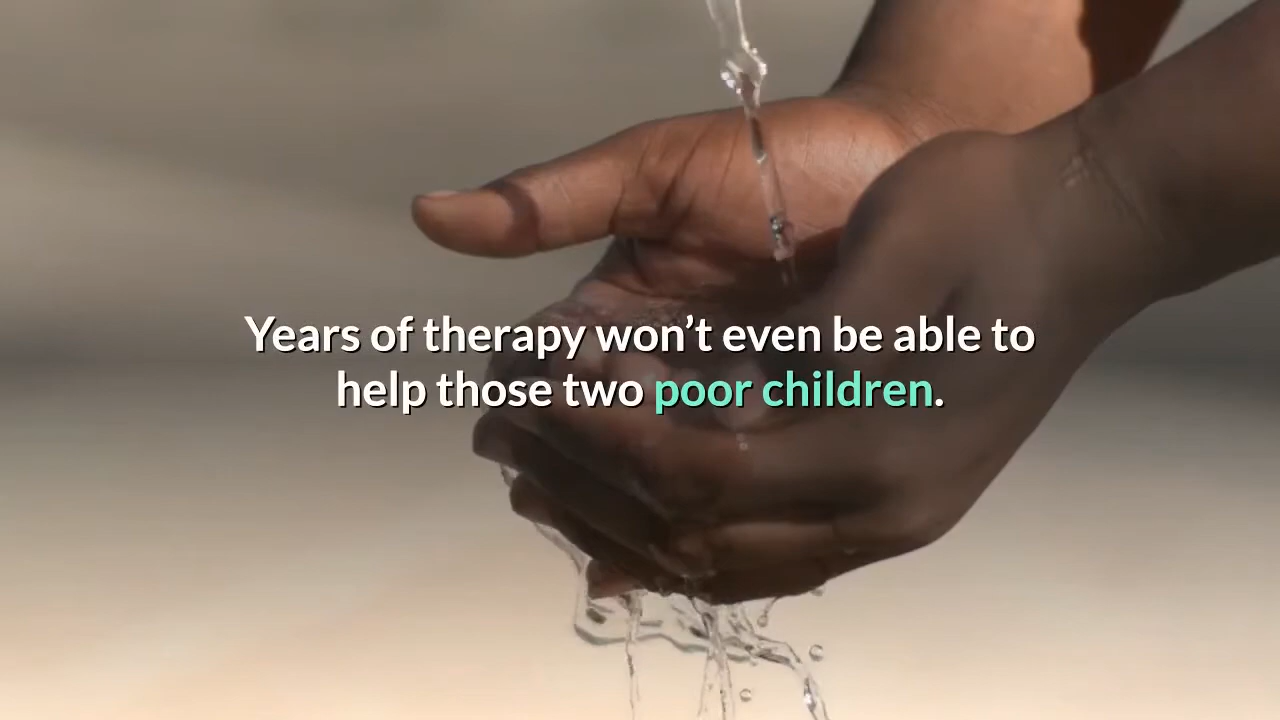 Years of therapy won’t even be able to
help those two poor children.